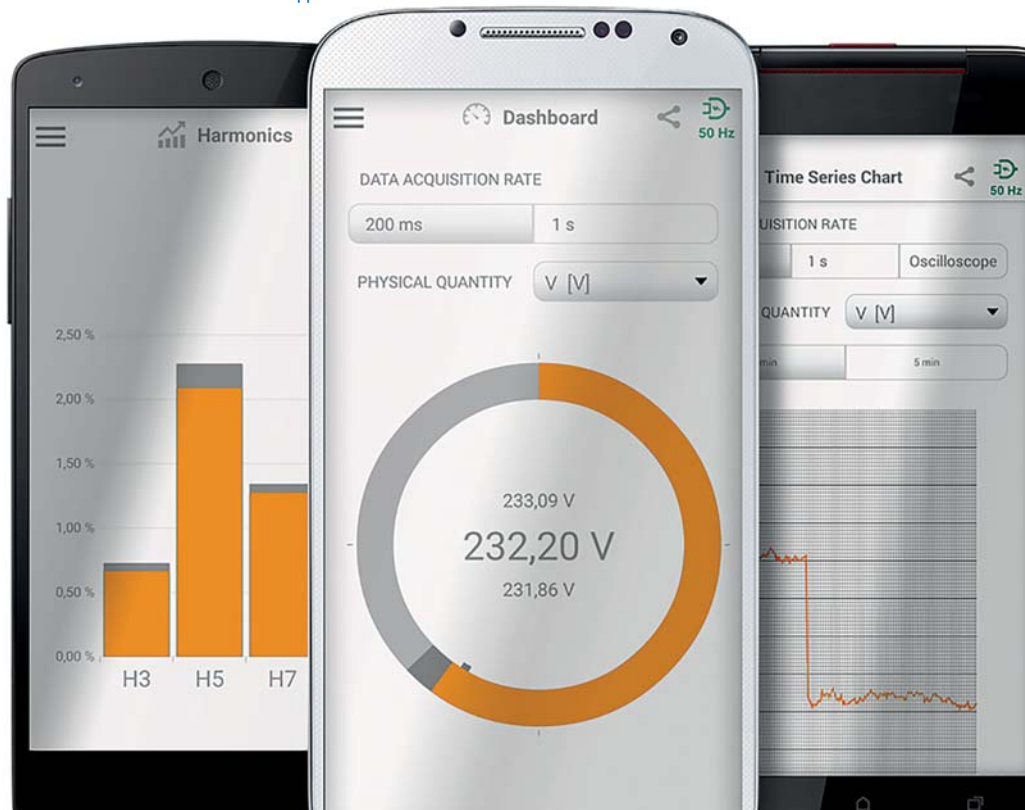 Harmonics
2,50 %
2,00 %
1,50 %
1,00 %
0,50 %
0,00 %
H3 H5 H7
Dashboard
50 Hz
DATA ACQUISITION RATE
200 ms 1 s
PHYSICAL QUANTITY V [V]
233,09 V
232,20 V
231,86 V
Time Series Chart
50 Hz
UISITION RATE
1 s Oscilloscope
QUANTITY V [V]
min 5 min